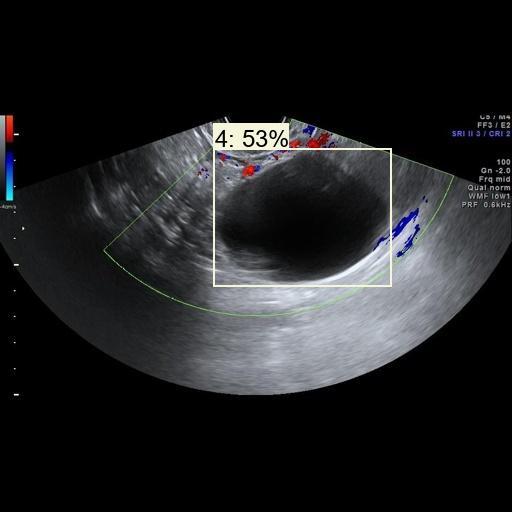 4: 53%
C5 / M4
FF3 / E2
SRI II 3 / CRI 2
100
Gn -2.0
Frq mid
Qual norm
WMF low1
PRF 0.6kHz